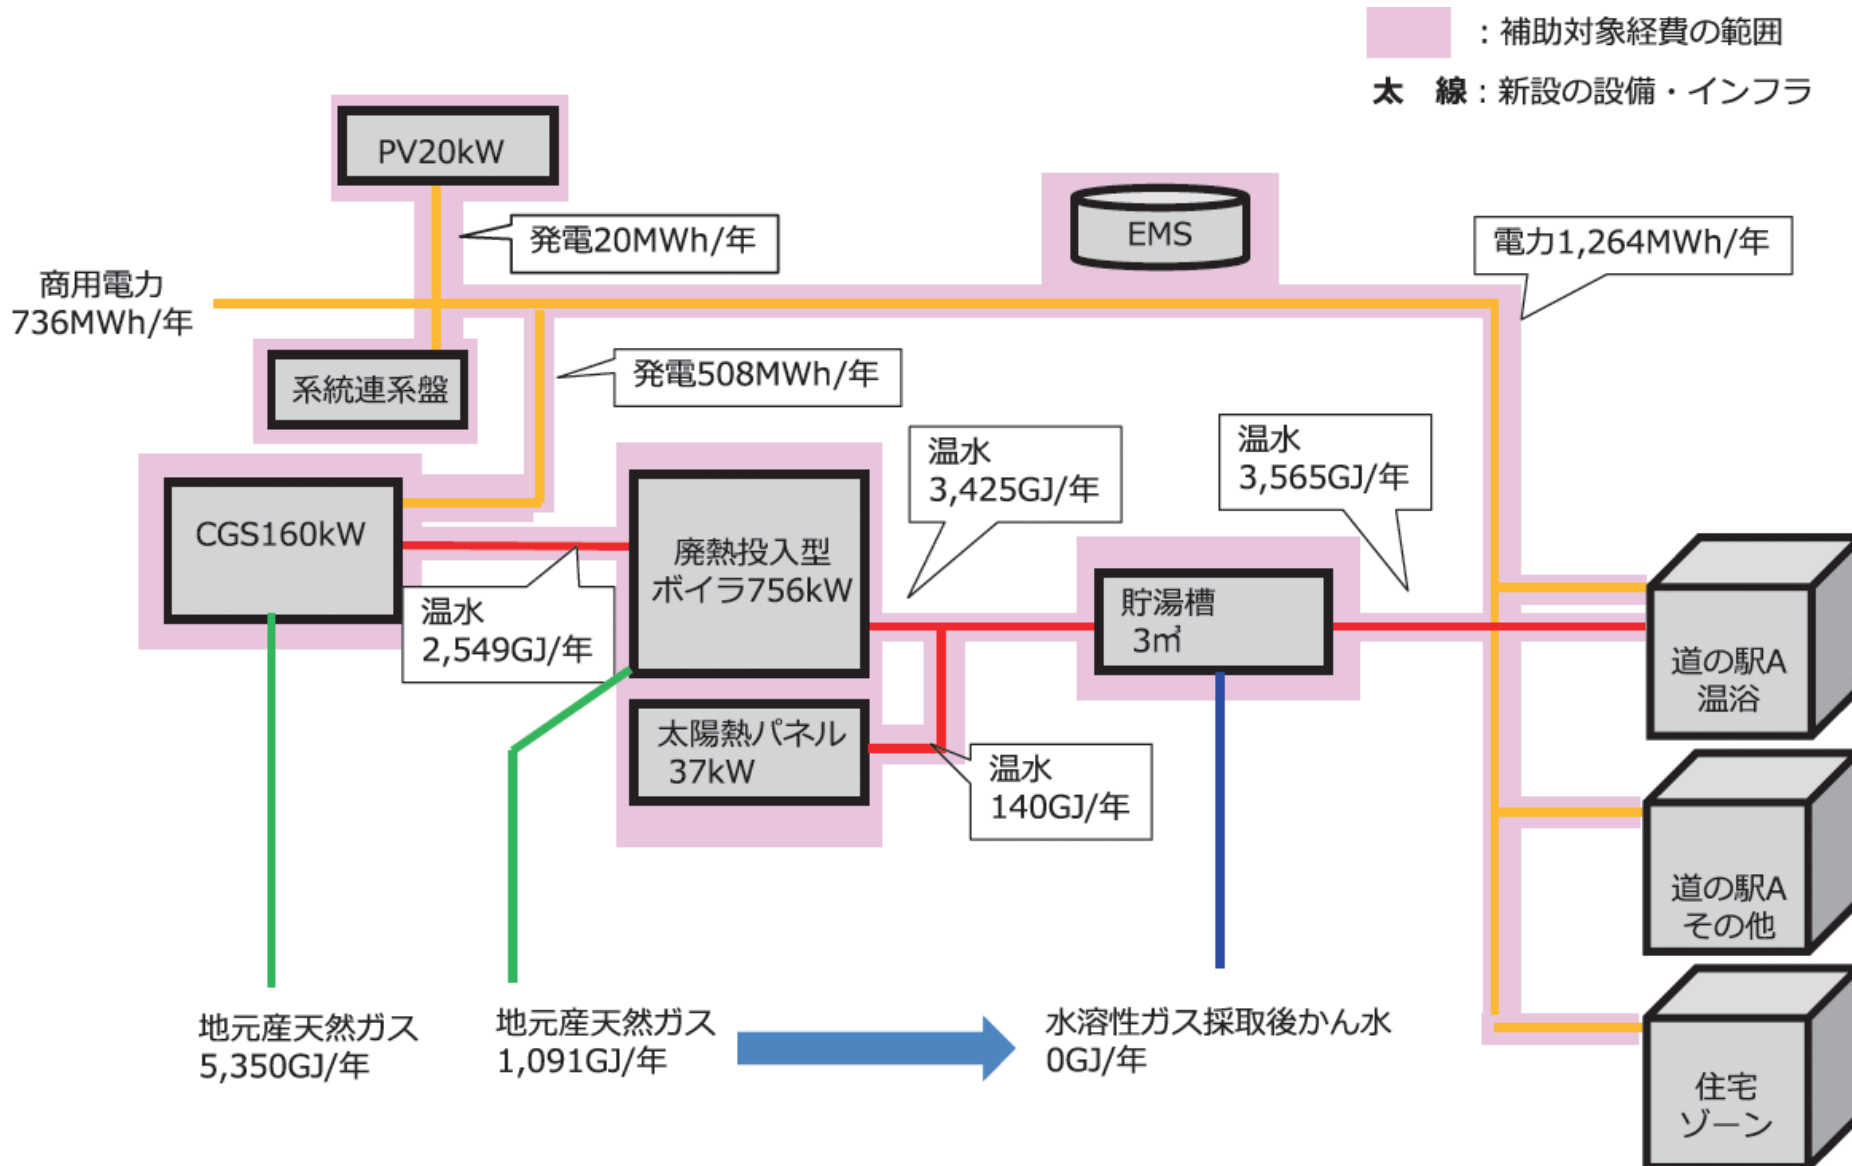 ：補助対象経費の範囲
太　線：新設の設備・インフラ
PV20kW
発電20MWh/年
EMS
電力1,264MWh/年
商用電力
736MWh/年
系統連系盤
発電508MWh/年
温水
3,425GJ/年
温水
3,565GJ/年
CGS160kW
廃熱投入型
ボイラ756kW
温水
2,549GJ/年
貯湯槽
3㎥
道の駅A
温浴
太陽熱パネル
37kW
温水
140GJ/年
道の駅A
その他
地元産天然ガス
5,350GJ/年
地元産天然ガス
1,091GJ/年
水溶性ガス採取後かん水
0GJ/年
住宅
ゾーン